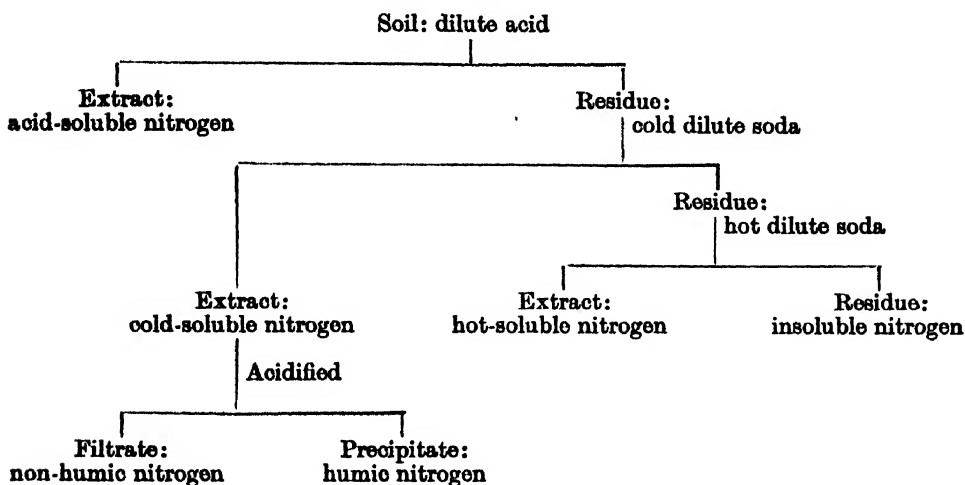 Soil: dilute acid
Extract:
acid-soluble nitrogen
Residue:
cold dilute soda
Residue:
hot dilute soda
Extract:
cold-soluble nitrogen
Extract:
hot-soluble nitrogen
Residue:
insoluble nitrogen
Acidified
Filtrate:
non-humic nitrogen
Precipitate:
humic nitrogen